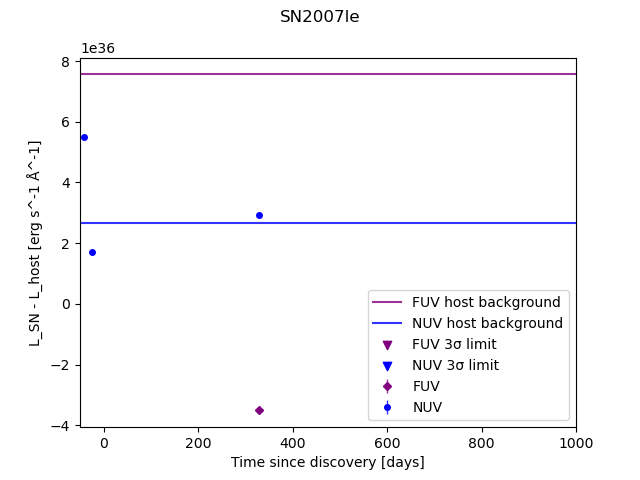 SN2007le
1e36
8
6
4
2
0
−2
−4
L_SN - L_host [erg s^-1 Å^-1]
FUV host background
NUV host background
FUV 3σ limit
NUV 3σ limit
FUV
NUV
0 200 400 600 800 1000
Time since discovery [days]